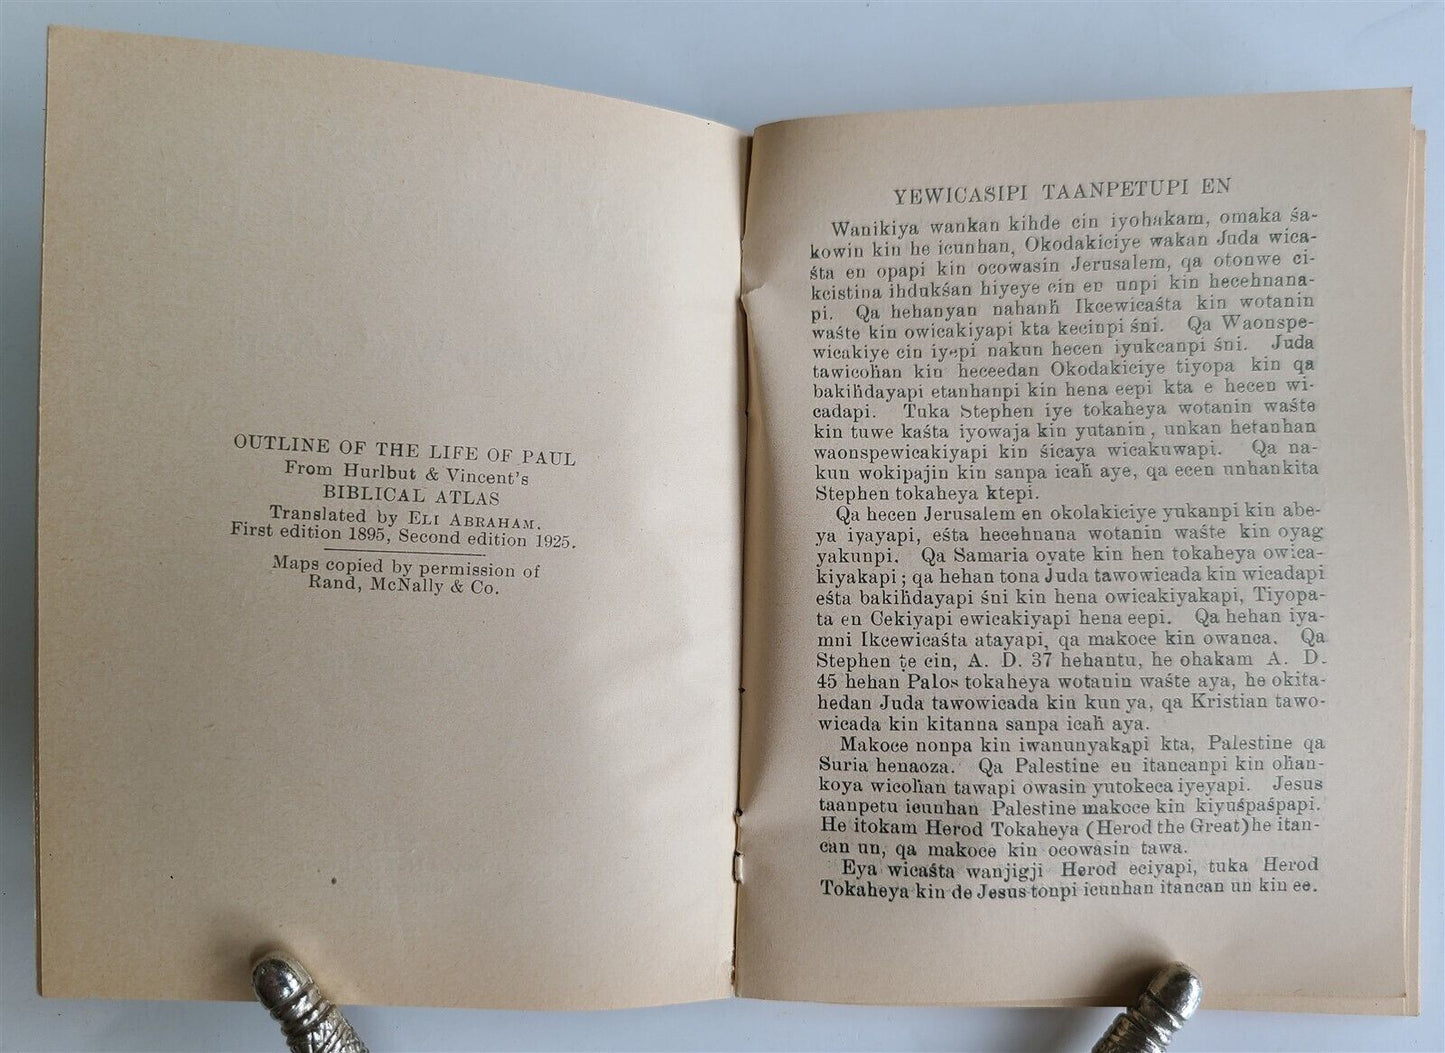 OUTLINE OF THE LIFE OF PAUL
From Hurlbut & Vincent's
BIBLICAL ATLAS
Translated by ELI ABRAHAM.
First edition 1895, Second edition 1925.
Maps copied by permission of
Rand, McNally & Co.
YEWICAŚIPI TAANPETUPI EN
Wanikiya wankan kihde cin iyohakam, omaka śa-
kowin kin he icunhan, Okodakiciye wakan Juda wica-
śta en opapi kin ocowasin Jerusalem, qa otonwe ci-
kcistina ihdukśan hiyeye cin en unpi kin hecehnana-
pi. Qa hehanyan nahanḣ Ikcewicaśta kin wotanin
waśte kin owicakiyapi kta kecinpi śni. Qa Waonspe-
wicakiye cin iyepi nakun hecen iyukcanpi śni. Juda
tawicoḣan kin heceedan Okodakiciye tiyopa kin qa
bakiḣdayapi etanhanpi kin hena eepi kta e hecen wi-
cadapi. Tuka Stephen iye tokaheya wotanin waśte
kin tuwe kaśta iyowaja kin yutanin, unkan hetanhan
waonspewicakiyapi kin śicaya wicakuwapi. Qa na-
kun wokipajin kin sanpa icaḣ aye, qa ecen unhankita
Stephen tokaheya ktepi.
Qa hecen Jerusalem en okolakiciye yukanpi kin abe-
ya iyayapi, eśta hecehnana wotanin waśte kin oyag
yakunpi. Qa Samaria oyate kin hen tokaheya owica-
kiyakapi; qa hehan tona Juda tawowicada kin wicadapi
eśta bakiḣdayapi śni kin hena owicakiyakapi, Tiyopa-
ta en Cekiyapi ewicakiyapi hena eepi. Qa hehan iya-
mni Ikcewicaśta atayapi, qa makoce kin owanca. Qa
Stephen ṭe cin, A. D. 37 hehantu, he ohakam A. D.
45 hehan Palos tokaheya wotanin waśte aya, he okita-
hedan Juda tawowicada kin kun ya, qa Kristian tawo-
wicada kin kitanna sanpa icaḣ aya.
Makoce nonpa kin iwanunyakapi kta, Palestine qa
Suria henaoza. Qa Palestine en itancanpi kin oḣan-
koya wicoḣan tawapi owasin yutokeca iyeyapi. Jesus
taanpetu icunhan Palestine makoce kin kiyuśpaśpapi.
He itokam Herod Tokaheya (Herod the Great) he itan-
can un, qa makoce kin ocowasin tawa.
Eya wicaśta wanjigji Herod eciyapi, tuka Herod
Tokaheya kin de Jesus tonpi icunhan itancan un kin ee.